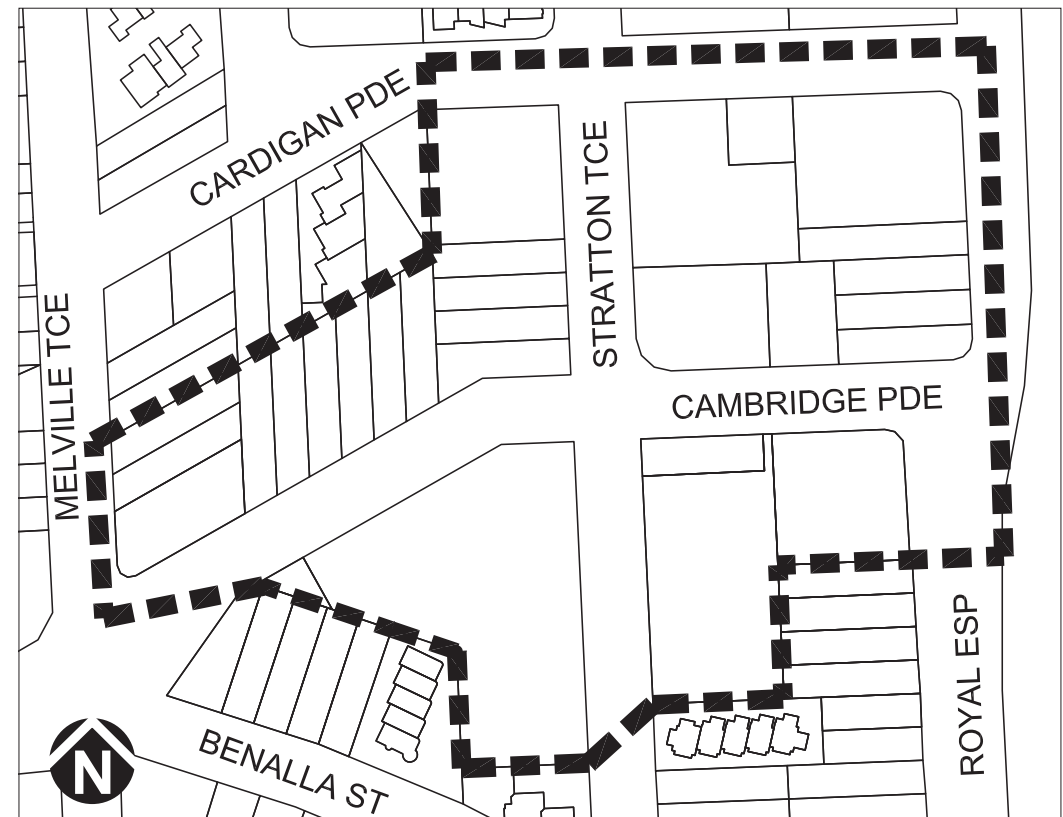 CARDIGAN PDE
STRATTON TCE
MELVILLE TCE
CAMBRIDGE PDE
ROYAL ESP
BENALLA ST
N